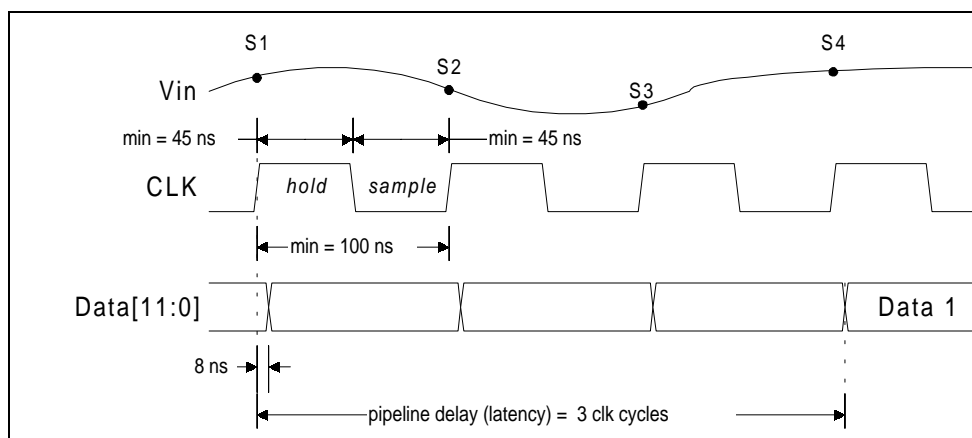 S1
S2
S3
S4
Vin
min = 45 ns
min = 45 ns
CLK
hold
sample
min = 100 ns
Data[11:0]
Data 1
8 ns
pipeline delay (latency) = 3 clk cycles